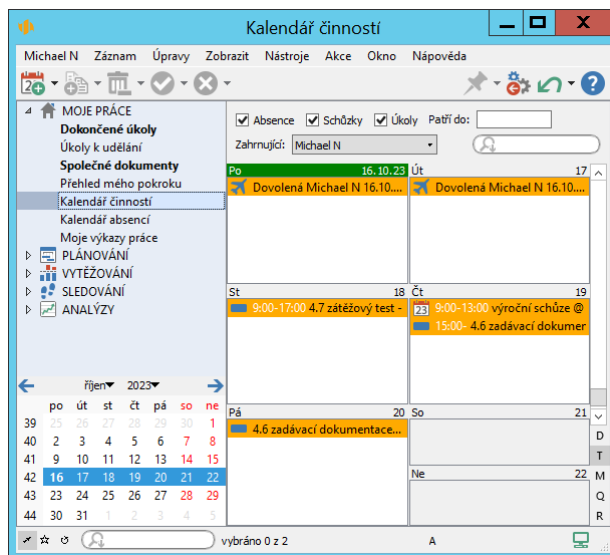 Kalendář činností
Michael N Záznam Úpravy Zobrazit Nástroje Akce Okno Nápověda
MOJE PRÁCE
Dokončené úkoly
Úkoly k udělání
Společné dokumenty
Přehled mého pokroku
Kalendář činností
Kalendář absencí
Moje výkazy práce
PLÁNOVÁNÍ
VYTĚŽOVÁNÍ
SLEDOVÁNÍ
ANALÝZY
říjen 2023
po út st čt pá so ne
39 25 26 27 28 29 30 1
40 2 3 4 5 6 7 8
41 9 10 11 12 13 14 15
42 16 17 18 19 20 21 22
43 23 24 25 26 27 28 29
44 30 31 1 2 3 4 5
Absence Schůzky Úkoly Patří do:
Zahrnující: Michael N
Po 16.10.23
Dovolená Michael N 16.10....
Út 17
Dovolená Michael N 16.10....
St 18
9:00-17:00 4.7 zátěžový test -
Čt 19
23 9:00-13:00 výroční schůze @
15:00- 4.6 zadávací dokumer
Pá 20
4.6 zadávací dokumentace...
So 21
Ne 22
D
T
M
Q
R
vybráno 0 z 2 A